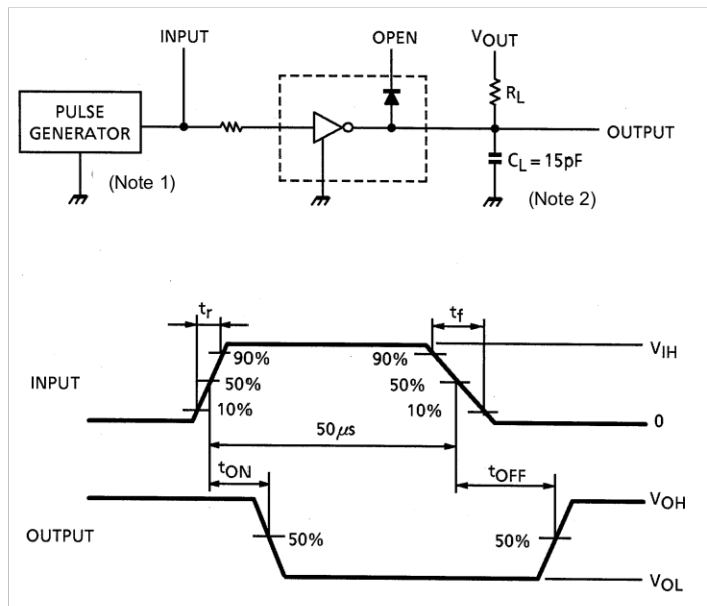 INPUT
OPEN
VOUT
RL
PULSE
GENERATOR
OUTPUT
CL = 15pF
(Note 1)
(Note 2)
tr
tf
VIH
90%
90%
INPUT
50%
50%
10%
10%
0
50μs
tON
tOFF
VOH
OUTPUT
50%
50%
VOL